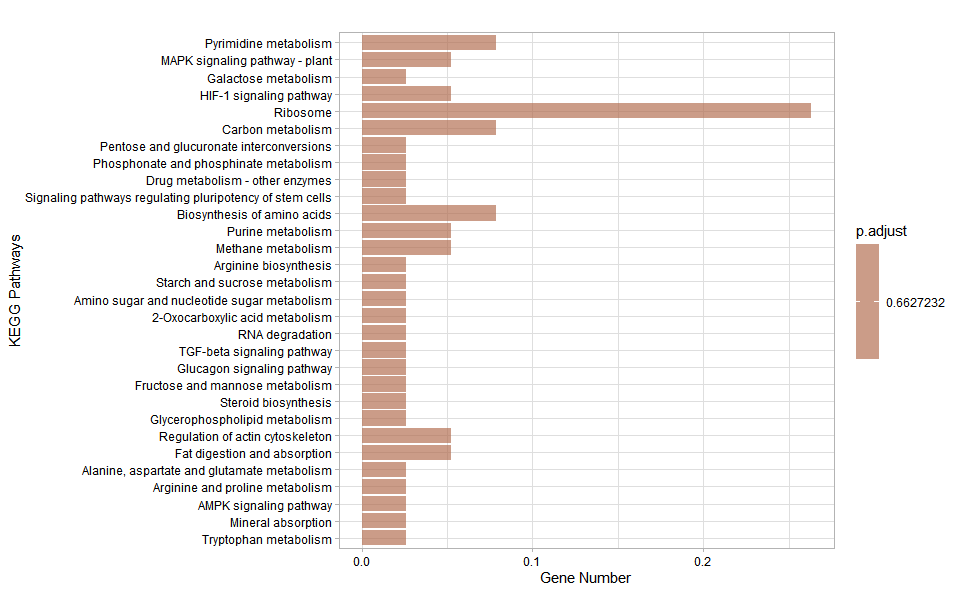 KEGG Pathways
Pyrimidine metabolism
MAPK signaling pathway - plant
Galactose metabolism
HIF-1 signaling pathway
Ribosome
Carbon metabolism
Pentose and glucuronate interconversions
Phosphonate and phosphinate metabolism
Drug metabolism - other enzymes
Signaling pathways regulating pluripotency of stem cells
Biosynthesis of amino acids
Purine metabolism
Methane metabolism
Arginine biosynthesis
Starch and sucrose metabolism
Amino sugar and nucleotide sugar metabolism
2-Oxocarboxylic acid metabolism
RNA degradation
TGF-beta signaling pathway
Glucagon signaling pathway
Fructose and mannose metabolism
Steroid biosynthesis
Glycerophospholipid metabolism
Regulation of actin cytoskeleton
Fat digestion and absorption
Alanine, aspartate and glutamate metabolism
Arginine and proline metabolism
AMPK signaling pathway
Mineral absorption
Tryptophan metabolism
0.0 0.1 0.2
Gene Number
p.adjust
0.6627232